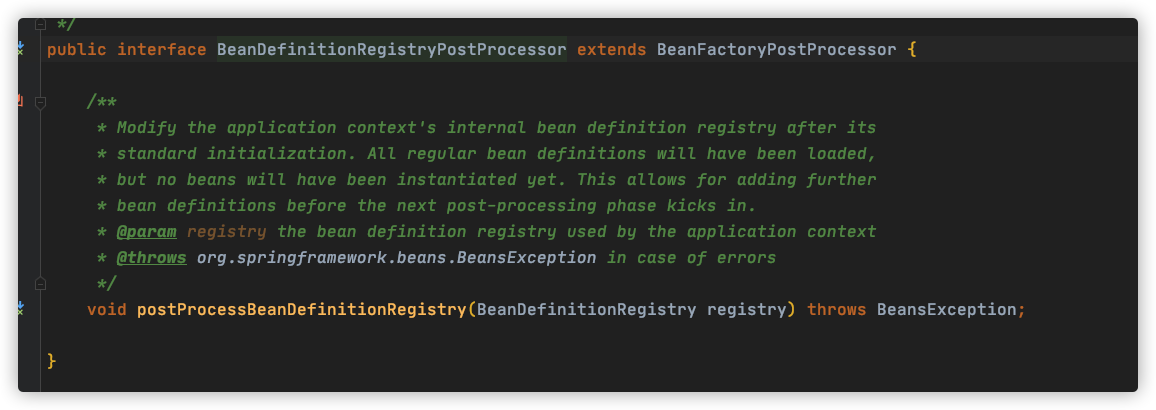 */
public interface BeanDefinitionRegistryPostProcessor extends BeanFactoryPostProcessor {
/**
* Modify the application context's internal bean definition registry after its
* standard initialization. All regular bean definitions will have been loaded,
* but no beans will have been instantiated yet. This allows for adding further
* bean definitions before the next post-processing phase kicks in.
* @param registry the bean definition registry used by the application context
* @throws org.springframework.beans.BeansException in case of errors
*/
void postProcessBeanDefinitionRegistry(BeanDefinitionRegistry registry) throws BeansException;
}